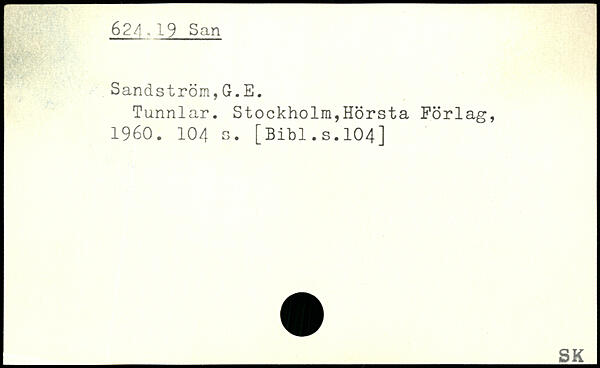 624.19 San
Sandström,G.E.
Tunnlar. Stockholm,Hörsta Förlag,
1960. 104 s. [Bibl.s.104]
SK